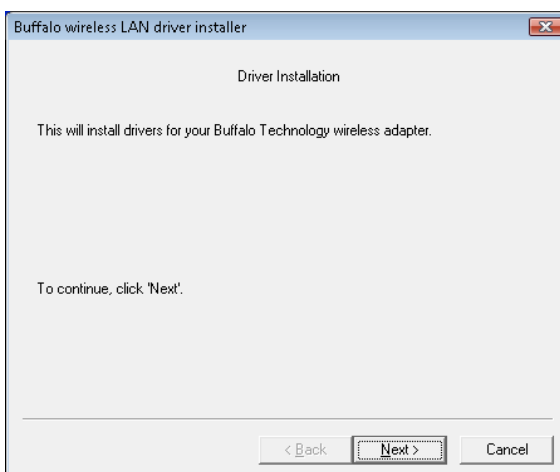 Buffalo wireless LAN driver installer
Driver Installation
This will install drivers for your Buffalo Technology wireless adapter.
To continue, click 'Next'.
< Back Next > Cancel